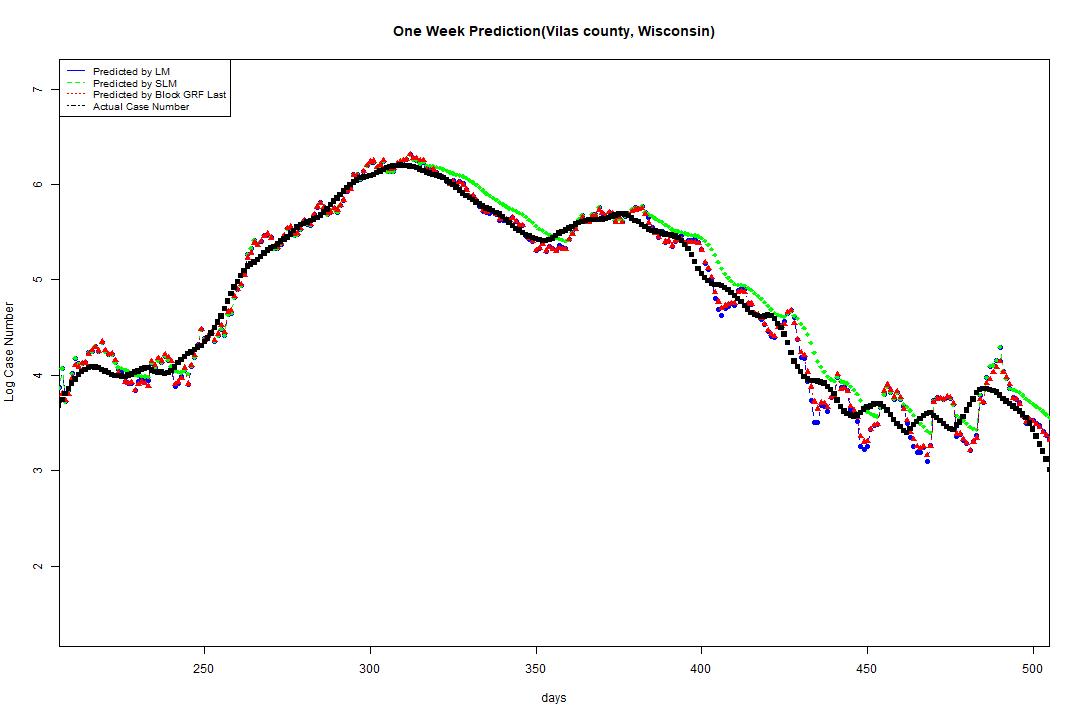 One Week Prediction(Vilas county, Wisconsin)
Predicted by LM
Predicted by SLM
Predicted by Block GRF Last
Actual Case Number
7
6
5
4
3
2
Log Case Number
250 300 350 400 450 500
days